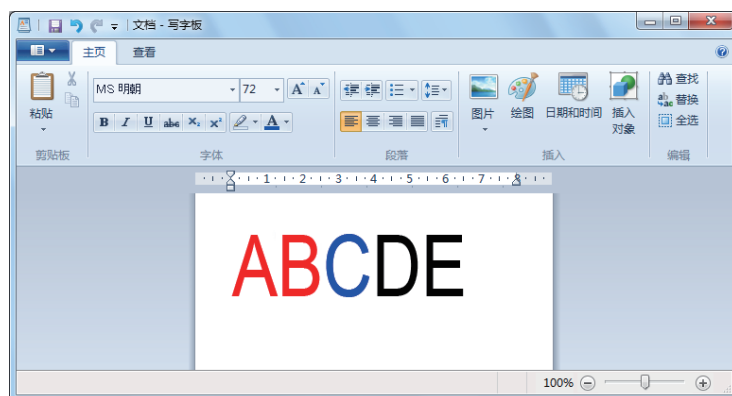 文档 - 写字板
主页 查看
粘贴
剪贴板
MS 明朝 72 A A
B I U abc X₂ X² A
字体
段落
图片 绘图 日期和时间 插入对象
插入
查找
替换
全选
编辑
1 2 3 4 5 6 7 8
ABCDE
100%